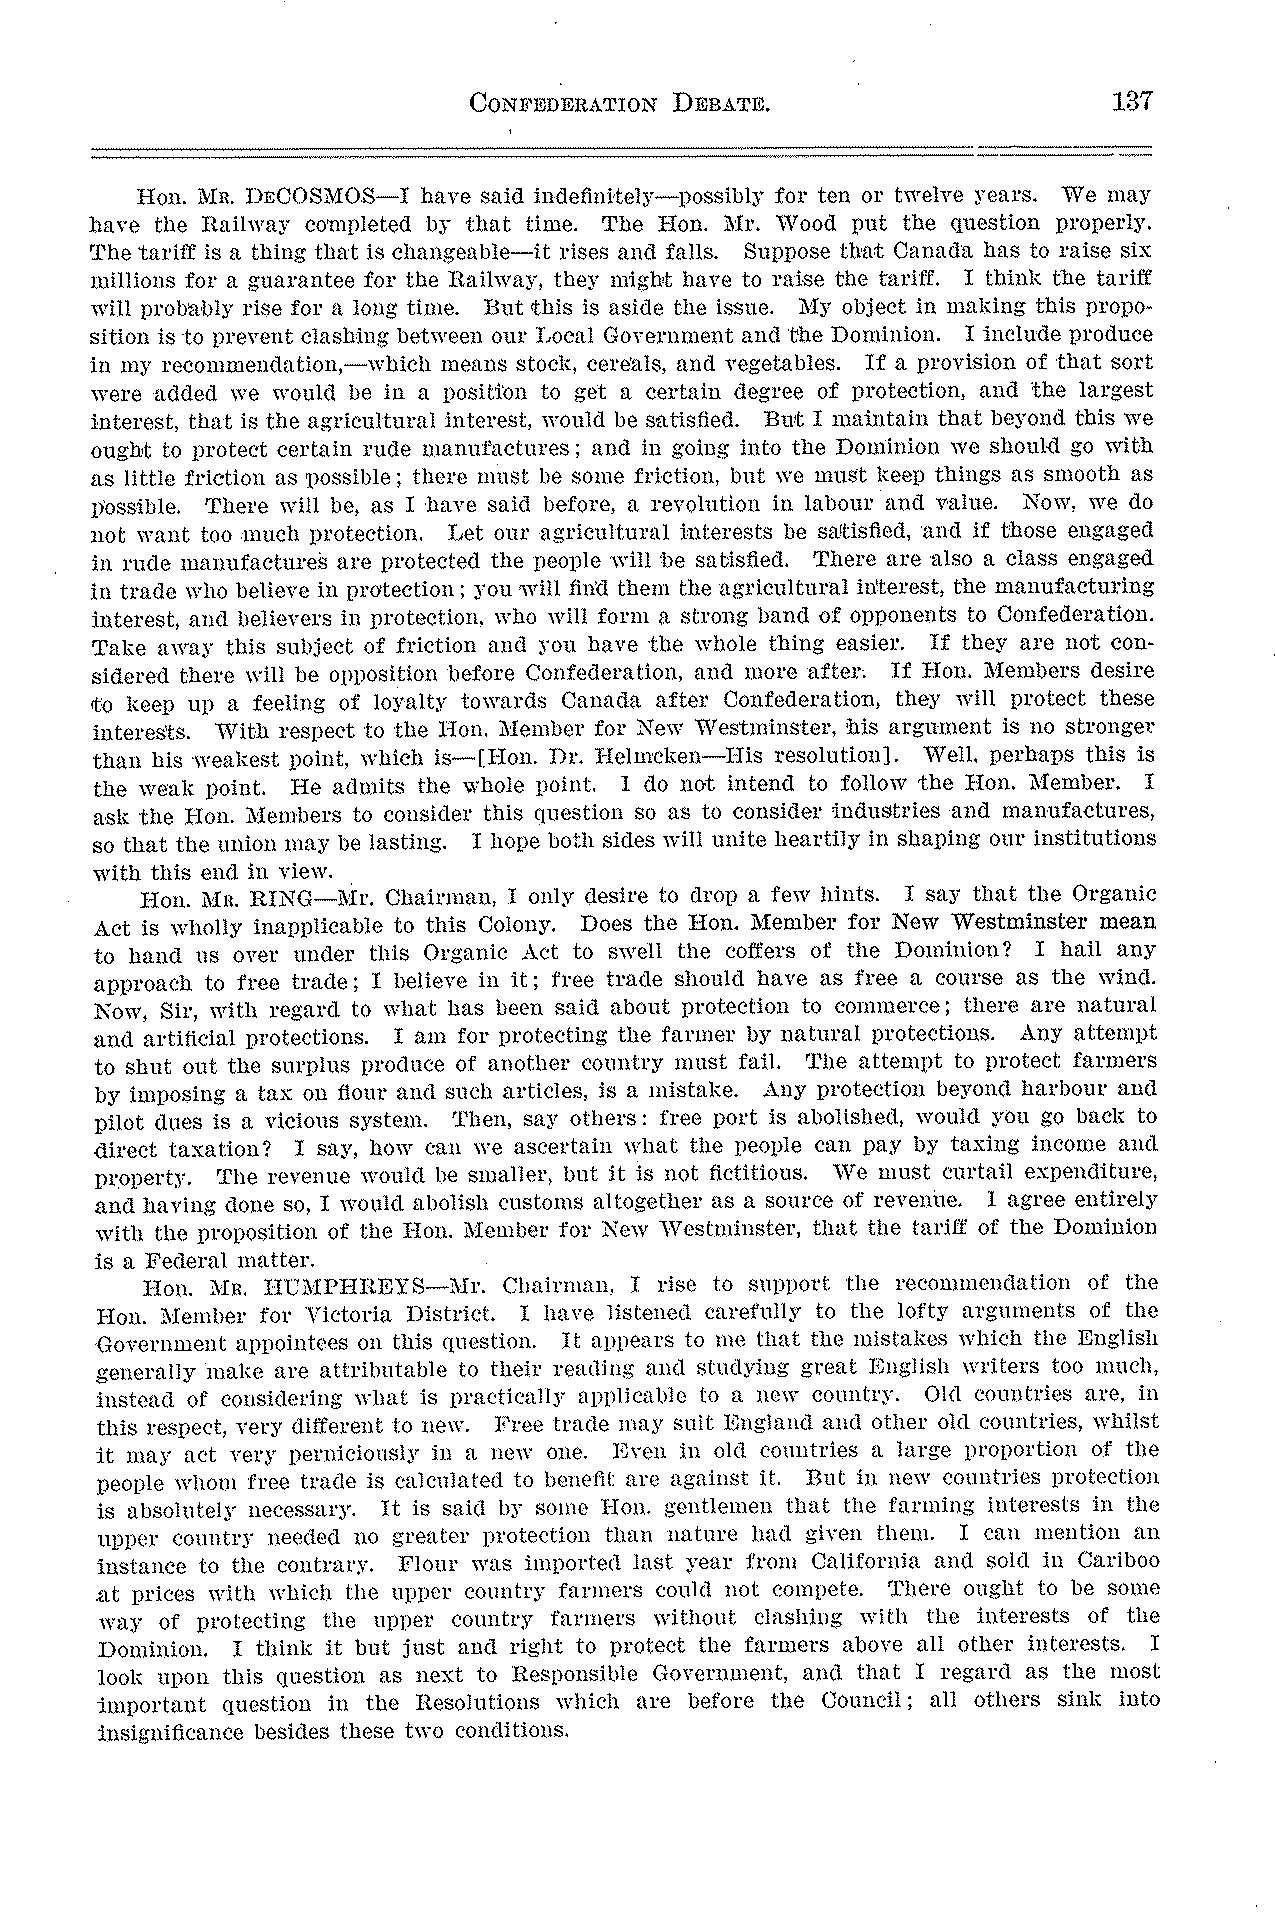 CONFEDERATION DEBATE. 137
Hon. MR. DECOSMOS—I have said indefinitely—possibly for ten or twelve years. We may
have the Railway completed by that time. The Hon. Mr. Wood put the question properly.
The tariff is a thing that is changeable—it rises and falls. Suppose that Canada has to raise six
millions for a guarantee for the Railway, they might have to raise the tariff. I think the tariff
will probably rise for a long time. But this is aside the issue. My object in making this propo-
sition is to prevent clashing between our Local Government and the Dominion. I include produce
in my recommendation,—which means stock, cereals, and vegetables. If a provision of that sort
were added we would be in a position to get a certain degree of protection, and the largest
interest, that is the agricultural interest, would be satisfied. But I maintain that beyond this we
ought to protect certain rude manufactures; and in going into the Dominion we should go with
as little friction as possible; there must be some friction, but we must keep things as smooth as
possible. There will be, as I have said before, a revolution in labour and value. Now, we do
not want too much protection. Let our agricultural interests be satisfied, and if those engaged
in rude manufactures are protected the people will be satisfied. There are also a class engaged
in trade who believe in protection; you will find them the agricultural interest, the manufacturing
interest, and believers in protection, who will form a strong band of opponents to Confederation.
Take away this subject of friction and you have the whole thing easier. If they are not con-
sidered there will be opposition before Confederation, and more after. If Hon. Members desire
to keep up a feeling of loyalty towards Canada after Confederation, they will protect these
interests. With respect to the Hon. Member for New Westminster, his argument is no stronger
than his weakest point, which is—[Hon. Dr. Helmcken—His resolution]. Well, perhaps this is
the weak point. He admits the whole point. I do not intend to follow the Hon. Member. I
ask the Hon. Members to consider this question so as to consider industries and manufactures,
so that the union may be lasting. I hope both sides will unite heartily in shaping our institutions
with this end in view.
Hon. MR. RING—Mr. Chairman, I only desire to drop a few hints. I say that the Organic
Act is wholly inapplicable to this Colony. Does the Hon. Member for New Westminster mean
to hand us over under this Organic Act to swell the coffers of the Dominion? I hail any
approach to free trade; I believe in it; free trade should have as free a course as the wind.
Now, Sir, with regard to what has been said about protection to commerce; there are natural
and artificial protections. I am for protecting the farmer by natural protections. Any attempt
to shut out the surplus produce of another country must fail. The attempt to protect farmers
by imposing a tax on flour and such articles, is a mistake. Any protection beyond harbour and
pilot dues is a vicious system. Then, say others: free port is abolished, would you go back to
direct taxation? I say, how can we ascertain what the people can pay by taxing income and
property. The revenue would be smaller, but it is not fictitious. We must curtail expenditure,
and having done so, I would abolish customs altogether as a source of revenue. I agree entirely
with the proposition of the Hon. Member for New Westminster, that the tariff of the Dominion
is a Federal matter.
Hon. MR. HUMPHREYS—Mr. Chairman, I rise to support the recommendation of the
Hon. Member for Victoria District. I have listened carefully to the lofty arguments of the
Government appointees on this question. It appears to me that the mistakes which the English
generally make are attributable to their reading and studying great English writers too much,
instead of considering what is practically applicable to a new country. Old countries are, in
this respect, very different to new. Free trade may suit England and other old countries, whilst
it may act very perniciously in a new one. Even in old countries a large proportion of the
people whom free trade is calculated to benefit are against it. But in new countries protection
is absolutely necessary. It is said by some Hon. gentlemen that the farming interests in the
upper country needed no greater protection than nature had given them. I can mention an
instance to the contrary. Flour was imported last year from California and sold in Cariboo
at prices with which the upper country farmers could not compete. There ought to be some
way of protecting the upper country farmers without clashing with the interests of the
Dominion. I think it but just and right to protect the farmers above all other interests. I
look upon this question as next to Responsible Government, and that I regard as the most
important question in the Resolutions which are before the Council; all others sink into
insignificance besides these two conditions.